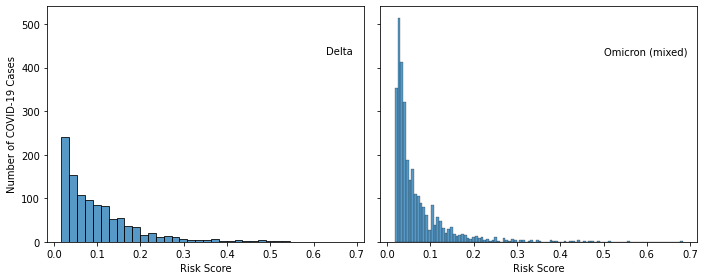 Delta
Omicron (mixed)
Number of COVID-19 Cases
500
400
300
200
100
0
0.0 0.1 0.2 0.3 0.4 0.5 0.6 0.7
0.0 0.1 0.2 0.3 0.4 0.5 0.6 0.7
Risk Score
Risk Score